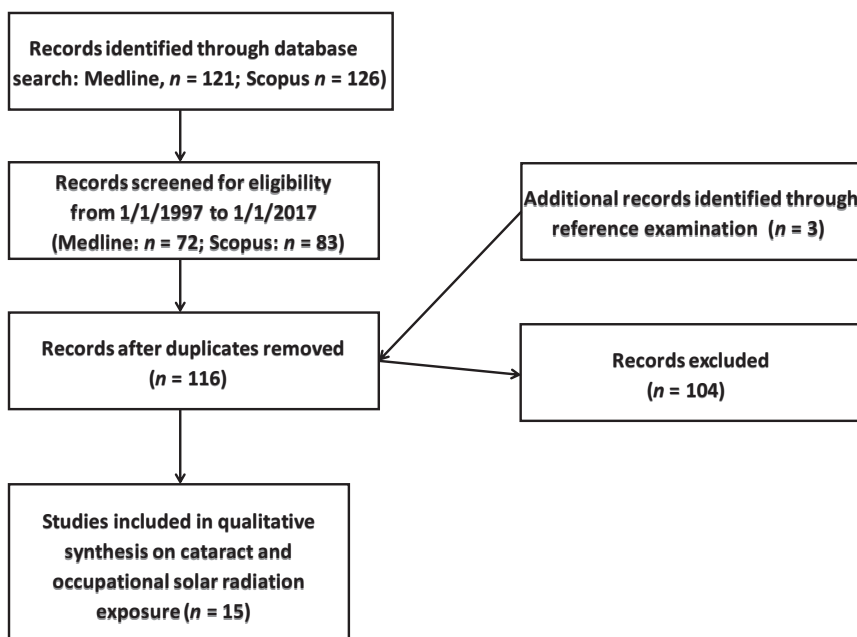 Records identified through database
search: Medline, n = 121; Scopus n = 126)
Records screened for eligibility
from 1/1/1997 to 1/1/2017
(Medline: n = 72; Scopus: n = 83)
Additional records identified through
reference examination (n = 3)
Records after duplicates removed
(n = 116)
Records excluded
(n = 104)
Studies included in qualitative
synthesis on cataract and
occupational solar radiation
exposure (n = 15)